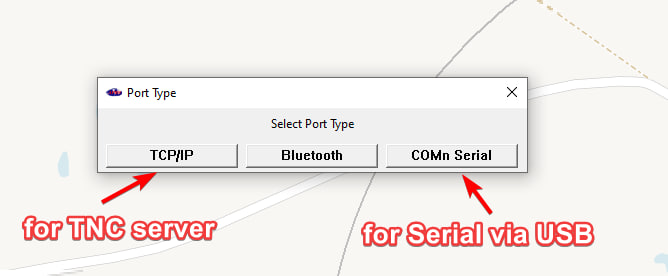 Port Type
Select Port Type
TCP/IP Bluetooth COMn Serial
for TNC server for Serial via USB